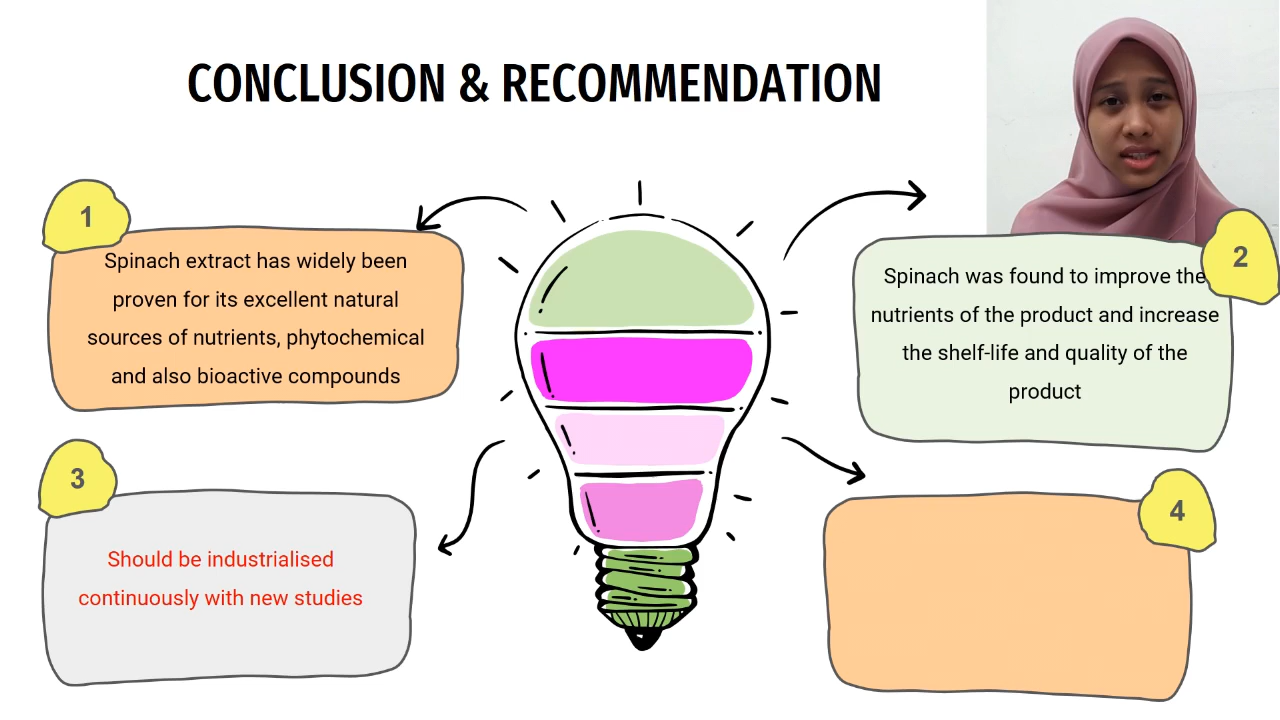 CONCLUSION & RECOMMENDATION
1
Spinach extract has widely been
proven for its excellent natural
sources of nutrients, phytochemical
and also bioactive compounds
2
Spinach was found to improve the
nutrients of the product and increase
the shelf-life and quality of the
product
3
Should be industrialised
continuously with new studies
4